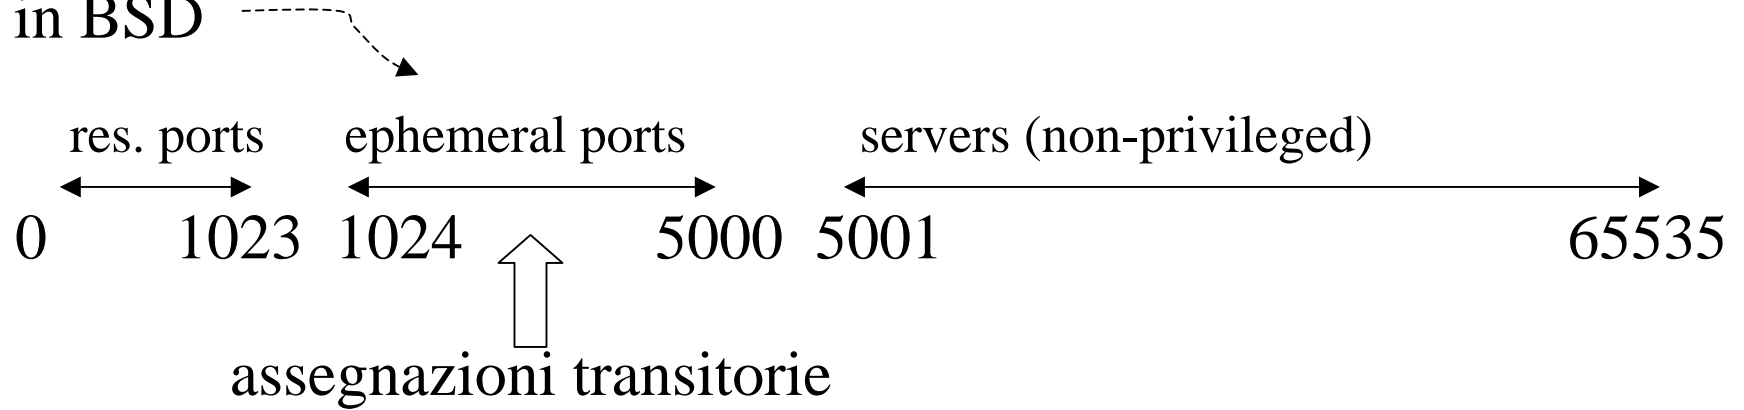 in BSD
res. ports ephemeral ports servers (non-privileged)
0 1023 1024 5000 5001 65535
assegnazioni transitorie